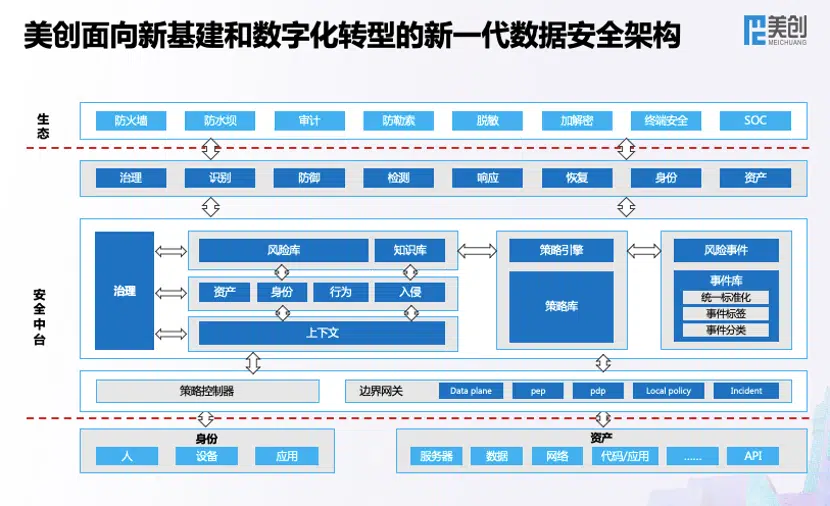 美创面向新基建和数字化转型的新一代数据安全架构
美创
MEICHUANG
生态
防火墙 防水坝 审计 防勒索 脱敏 加解密 终端安全 SOC
治理 识别 防御 检测 响应 恢复 身份 资产
安全中台
治理
风险库 知识库
资产 身份 行为 入侵
上下文
策略引擎
策略库
风险事件
事件库
统一标准化
事件标签
事件分类
策略控制器
边界网关 Data plane pep pdp Local policy Incident
身份
人 设备 应用
资产
服务器 数据 网络 代码/应用 ...... API